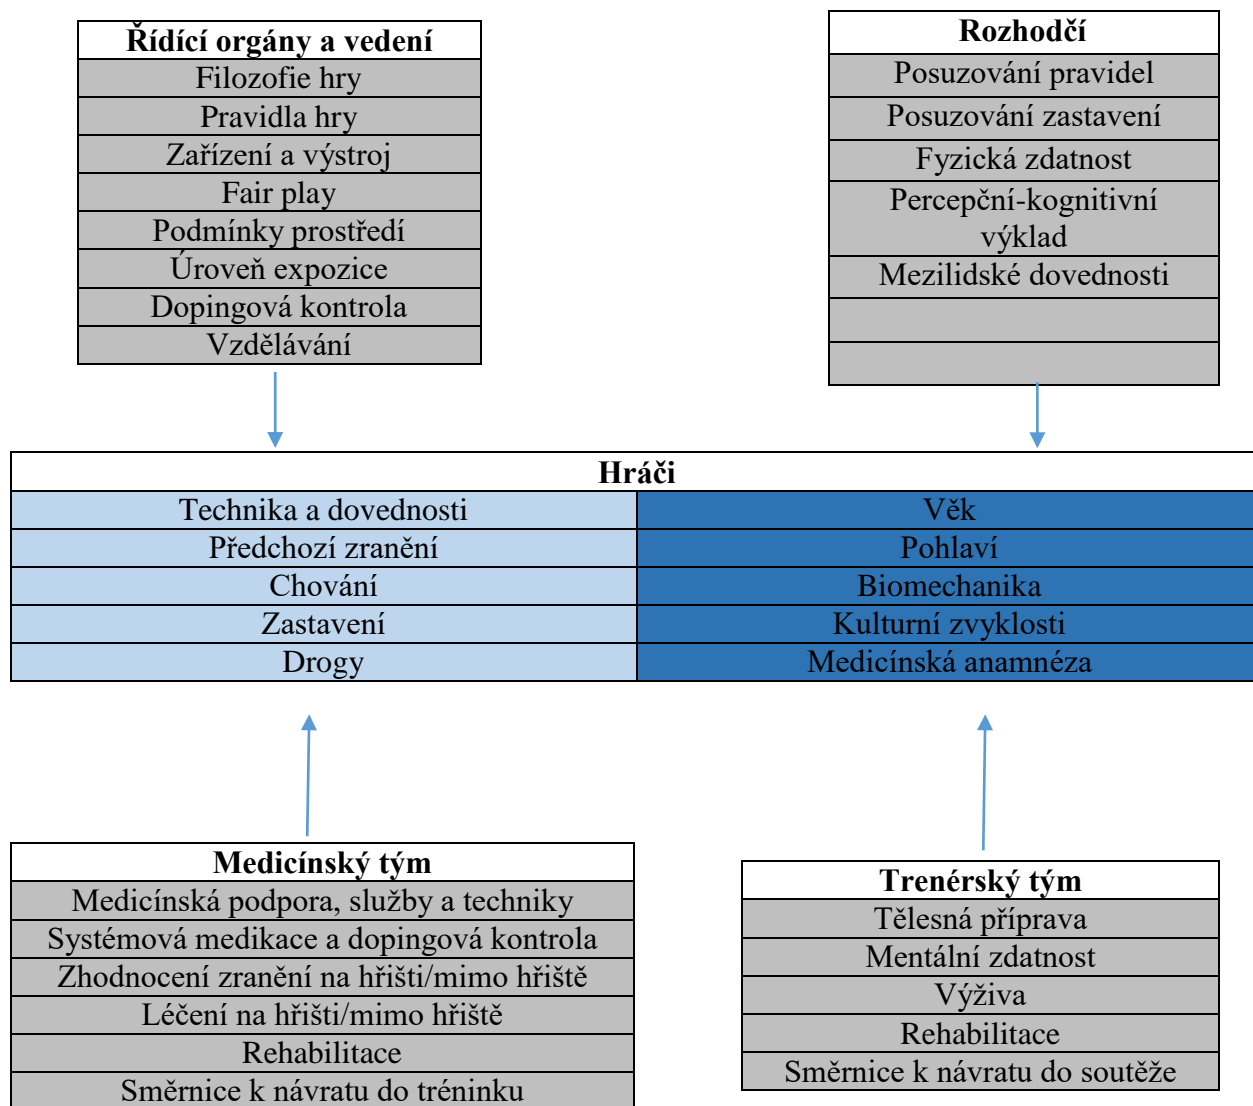 Řídící orgány a vedení
Filozofie hry
Pravidla hry
Zařízení a výstroj
Fair play
Podmínky prostředí
Úroveň expozice
Dopingová kontrola
Vzdělávání
Rozhodčí
Posuzování pravidel
Posuzování zastavení
Fyzická zdatnost
Percepční-kognitivní
výklad
Mezilidské dovednosti
Hráči
Technika a dovednosti
Věk
Předchozí zranění
Pohlaví
Chování
Biomechanika
Zastavení
Kulturní zvyklosti
Drogy
Medicínská anamnéza
Medicínský tým
Medicínská podpora, služby a techniky
Systémová medikace a dopingová kontrola
Zhodnocení zranění na hřišti/mimo hřiště
Léčení na hřišti/mimo hřiště
Rehabilitace
Směrnice k návratu do tréninku
Trenérský tým
Tělesná příprava
Mentální zdatnost
Výživa
Rehabilitace
Směrnice k návratu do soutěže